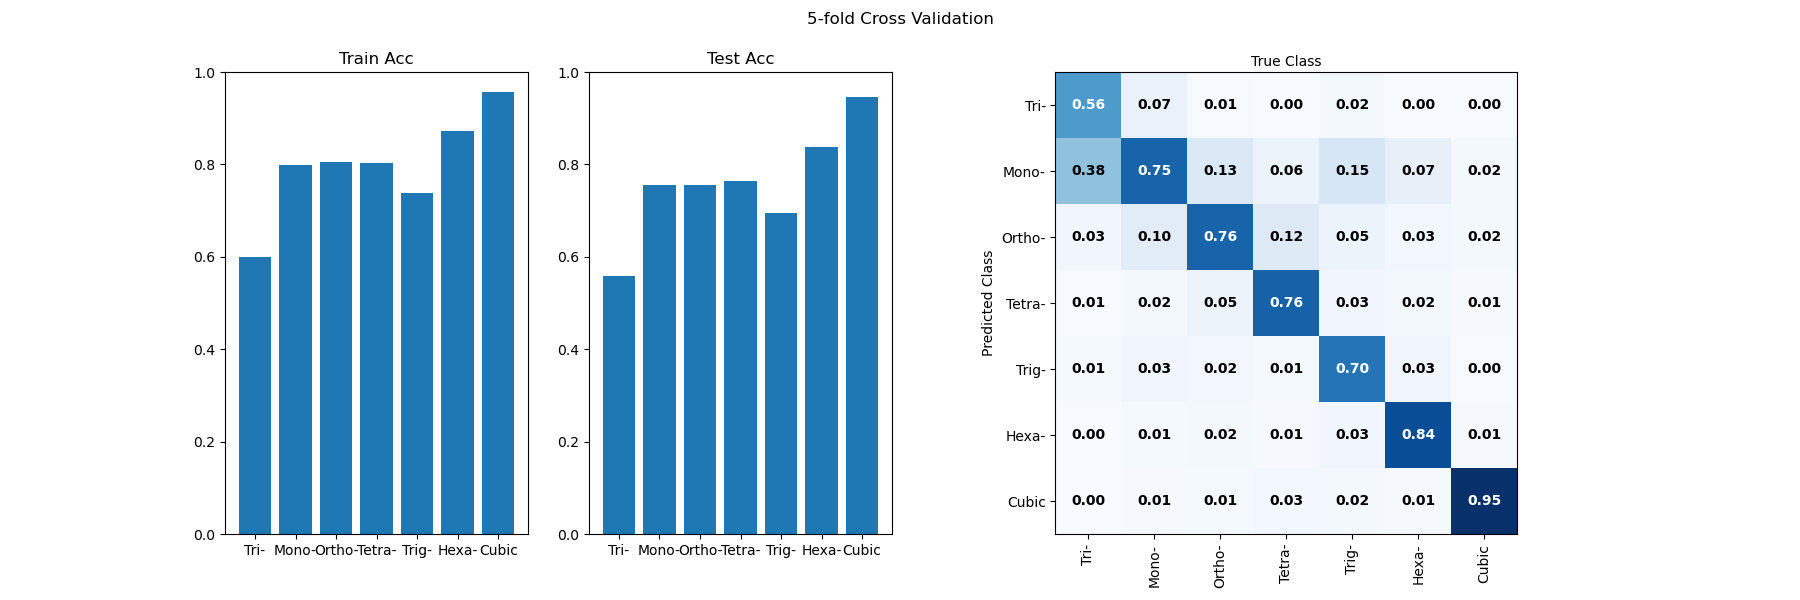 5-fold Cross Validation
Train Acc
1.0
0.8
0.6
0.4
0.2
0.0
Tri- Mono- Ortho- Tetra- Trig- Hexa- Cubic
Test Acc
1.0
0.8
0.6
0.4
0.2
0.0
Tri- Mono- Ortho- Tetra- Trig- Hexa- Cubic
True Class
Predicted Class
Tri- 0.56 0.07 0.01 0.00 0.02 0.00 0.00
Mono- 0.38 0.75 0.13 0.06 0.15 0.07 0.02
Ortho- 0.03 0.10 0.76 0.12 0.05 0.03 0.02
Tetra- 0.01 0.02 0.05 0.76 0.03 0.02 0.01
Trig- 0.01 0.03 0.02 0.01 0.70 0.03 0.00
Hexa- 0.00 0.01 0.02 0.01 0.03 0.84 0.01
Cubic 0.00 0.01 0.01 0.03 0.02 0.01 0.95
Tri- Mono- Ortho- Tetra- Trig- Hexa- Cubic